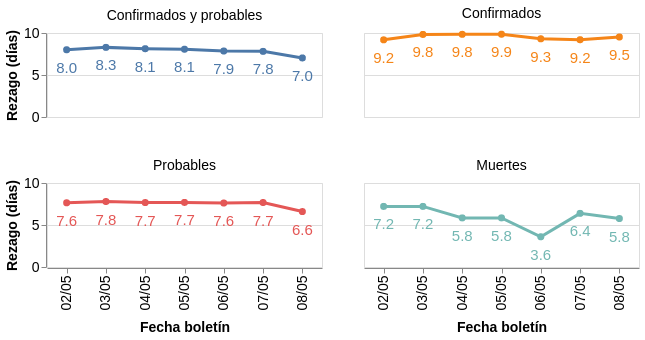 Confirmados y probables
Rezago (días)
10
5
0
8.0 8.3 8.1 8.1 7.9 7.8 7.0
Confirmados
9.2 9.8 9.8 9.9 9.3 9.2 9.5
Probables
Rezago (días)
10
5
0
7.6 7.8 7.7 7.7 7.6 7.7 6.6
02/05 03/05 04/05 05/05 06/05 07/05 08/05
Fecha boletín
Muertes
7.2 7.2 5.8 5.8 3.6 6.4 5.8
02/05 03/05 04/05 05/05 06/05 07/05 08/05
Fecha boletín